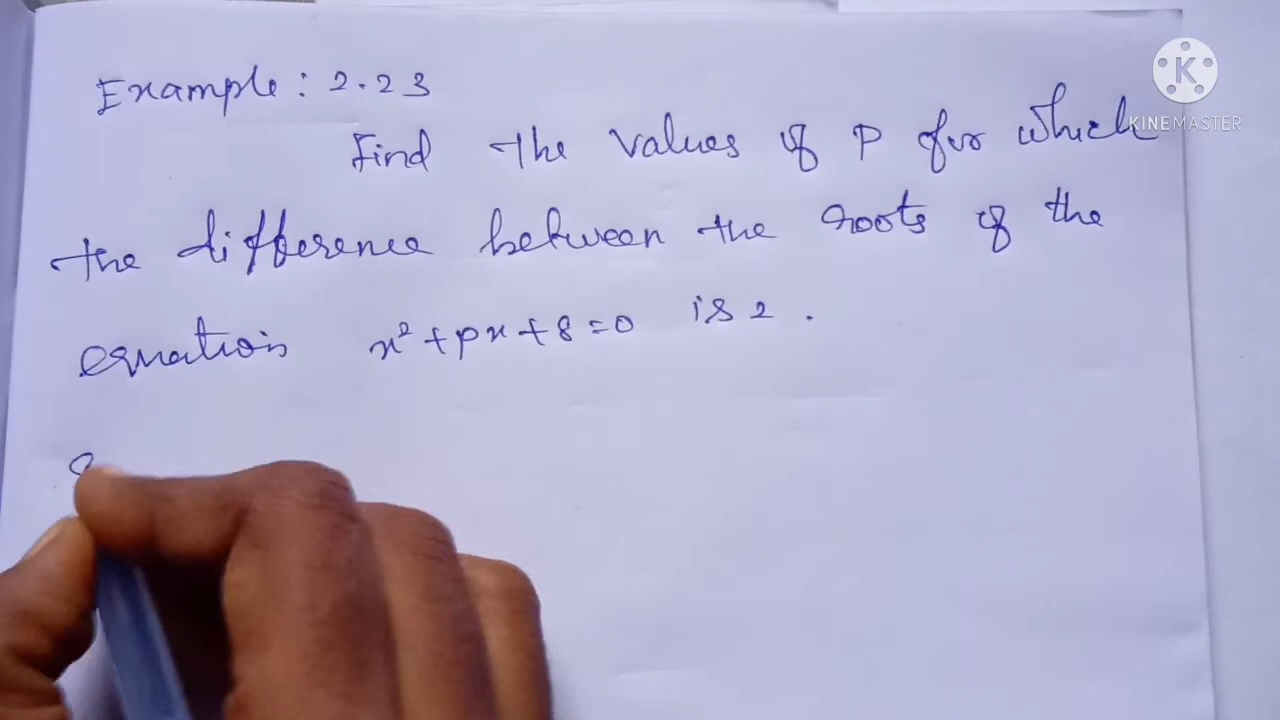 Example: 2.23
Find the values of P for which
the difference between the roots of the
equation x²+px+8=0 is 2.
K
KINEMASTER